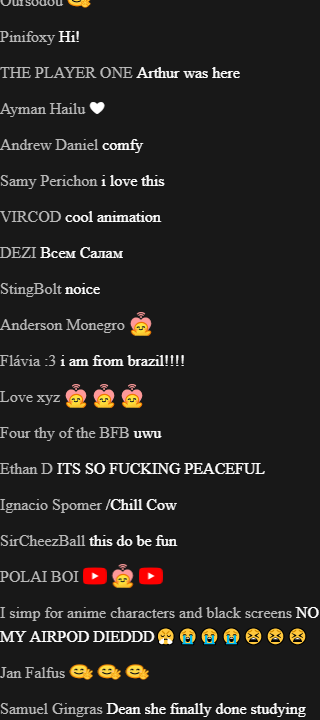 Oursodou
Pinifoxy Hi!
THE PLAYER ONE Arthur was here
Ayman Hailu 🤍
Andrew Daniel comfy
Samy Perichon i love this
VIRCOD cool animation
DEZI Всем Салам
StingBolt noice
Anderson Monegro
Flávia :3 i am from brazil!!!!
Love xyz
Four thy of the BFB uwu
Ethan D ITS SO FUCKING PEACEFUL
Ignacio Spomer /Chill Cow
SirCheezBall this do be fun
POLAI BOI
I simp for anime characters and black screens NO
MY AIRPOD DIEDDD 😤 😭 😭 😭 😫 😫 😫
Jan Falfus
Samuel Gingras Dean she finally done studying